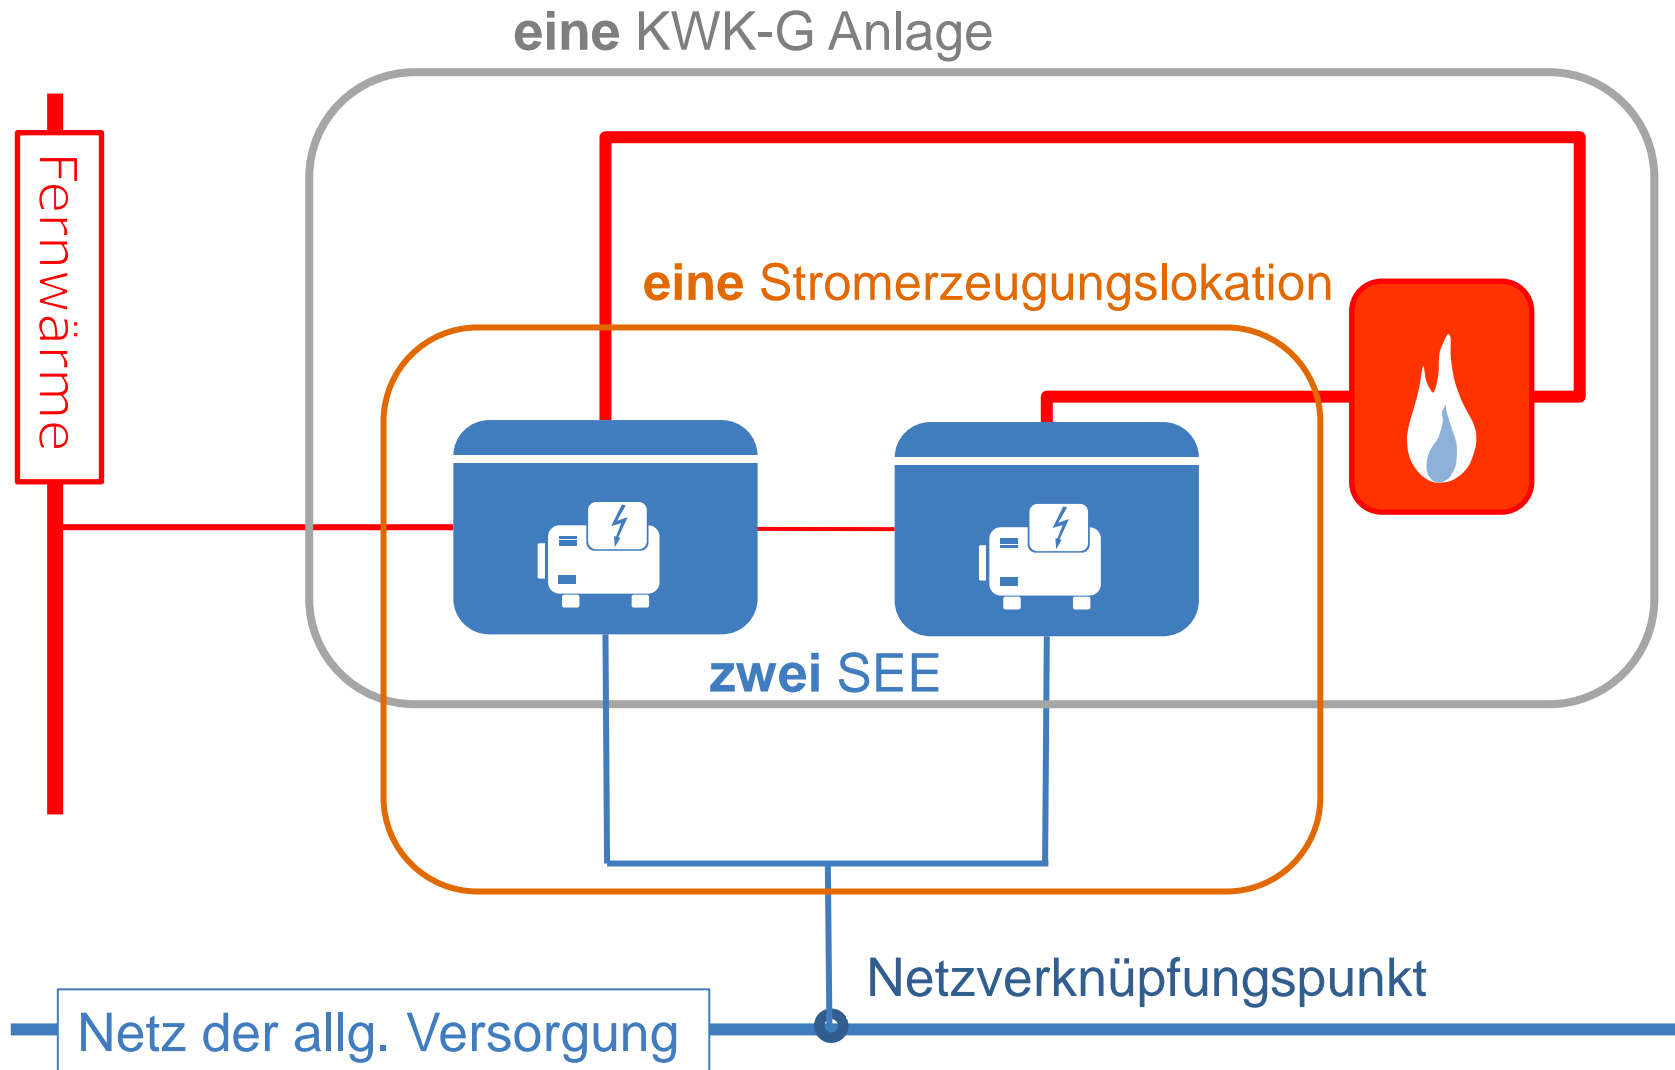 eine KWK-G Anlage
Fernwärme
eine Stromerzeugungslokation
zwei SEE
Netzverknüpfungspunkt
Netz der allg. Versorgung